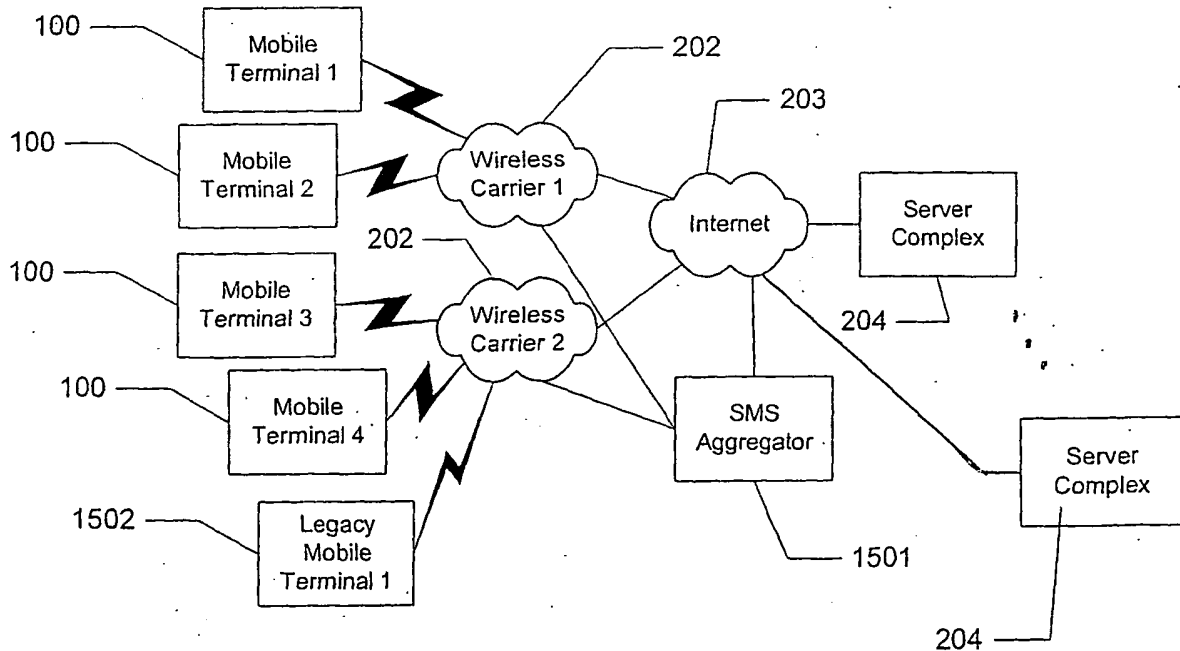 100
Mobile
Terminal 1
202
203
100
Mobile
Terminal 2
Wireless
Carrier 1
Internet
Server
Complex
204
100
Mobile
Terminal 3
202
Wireless
Carrier 2
100
Mobile
Terminal 4
SMS
Aggregator
1501
Server
Complex
204
1502
Legacy
Mobile
Terminal 1